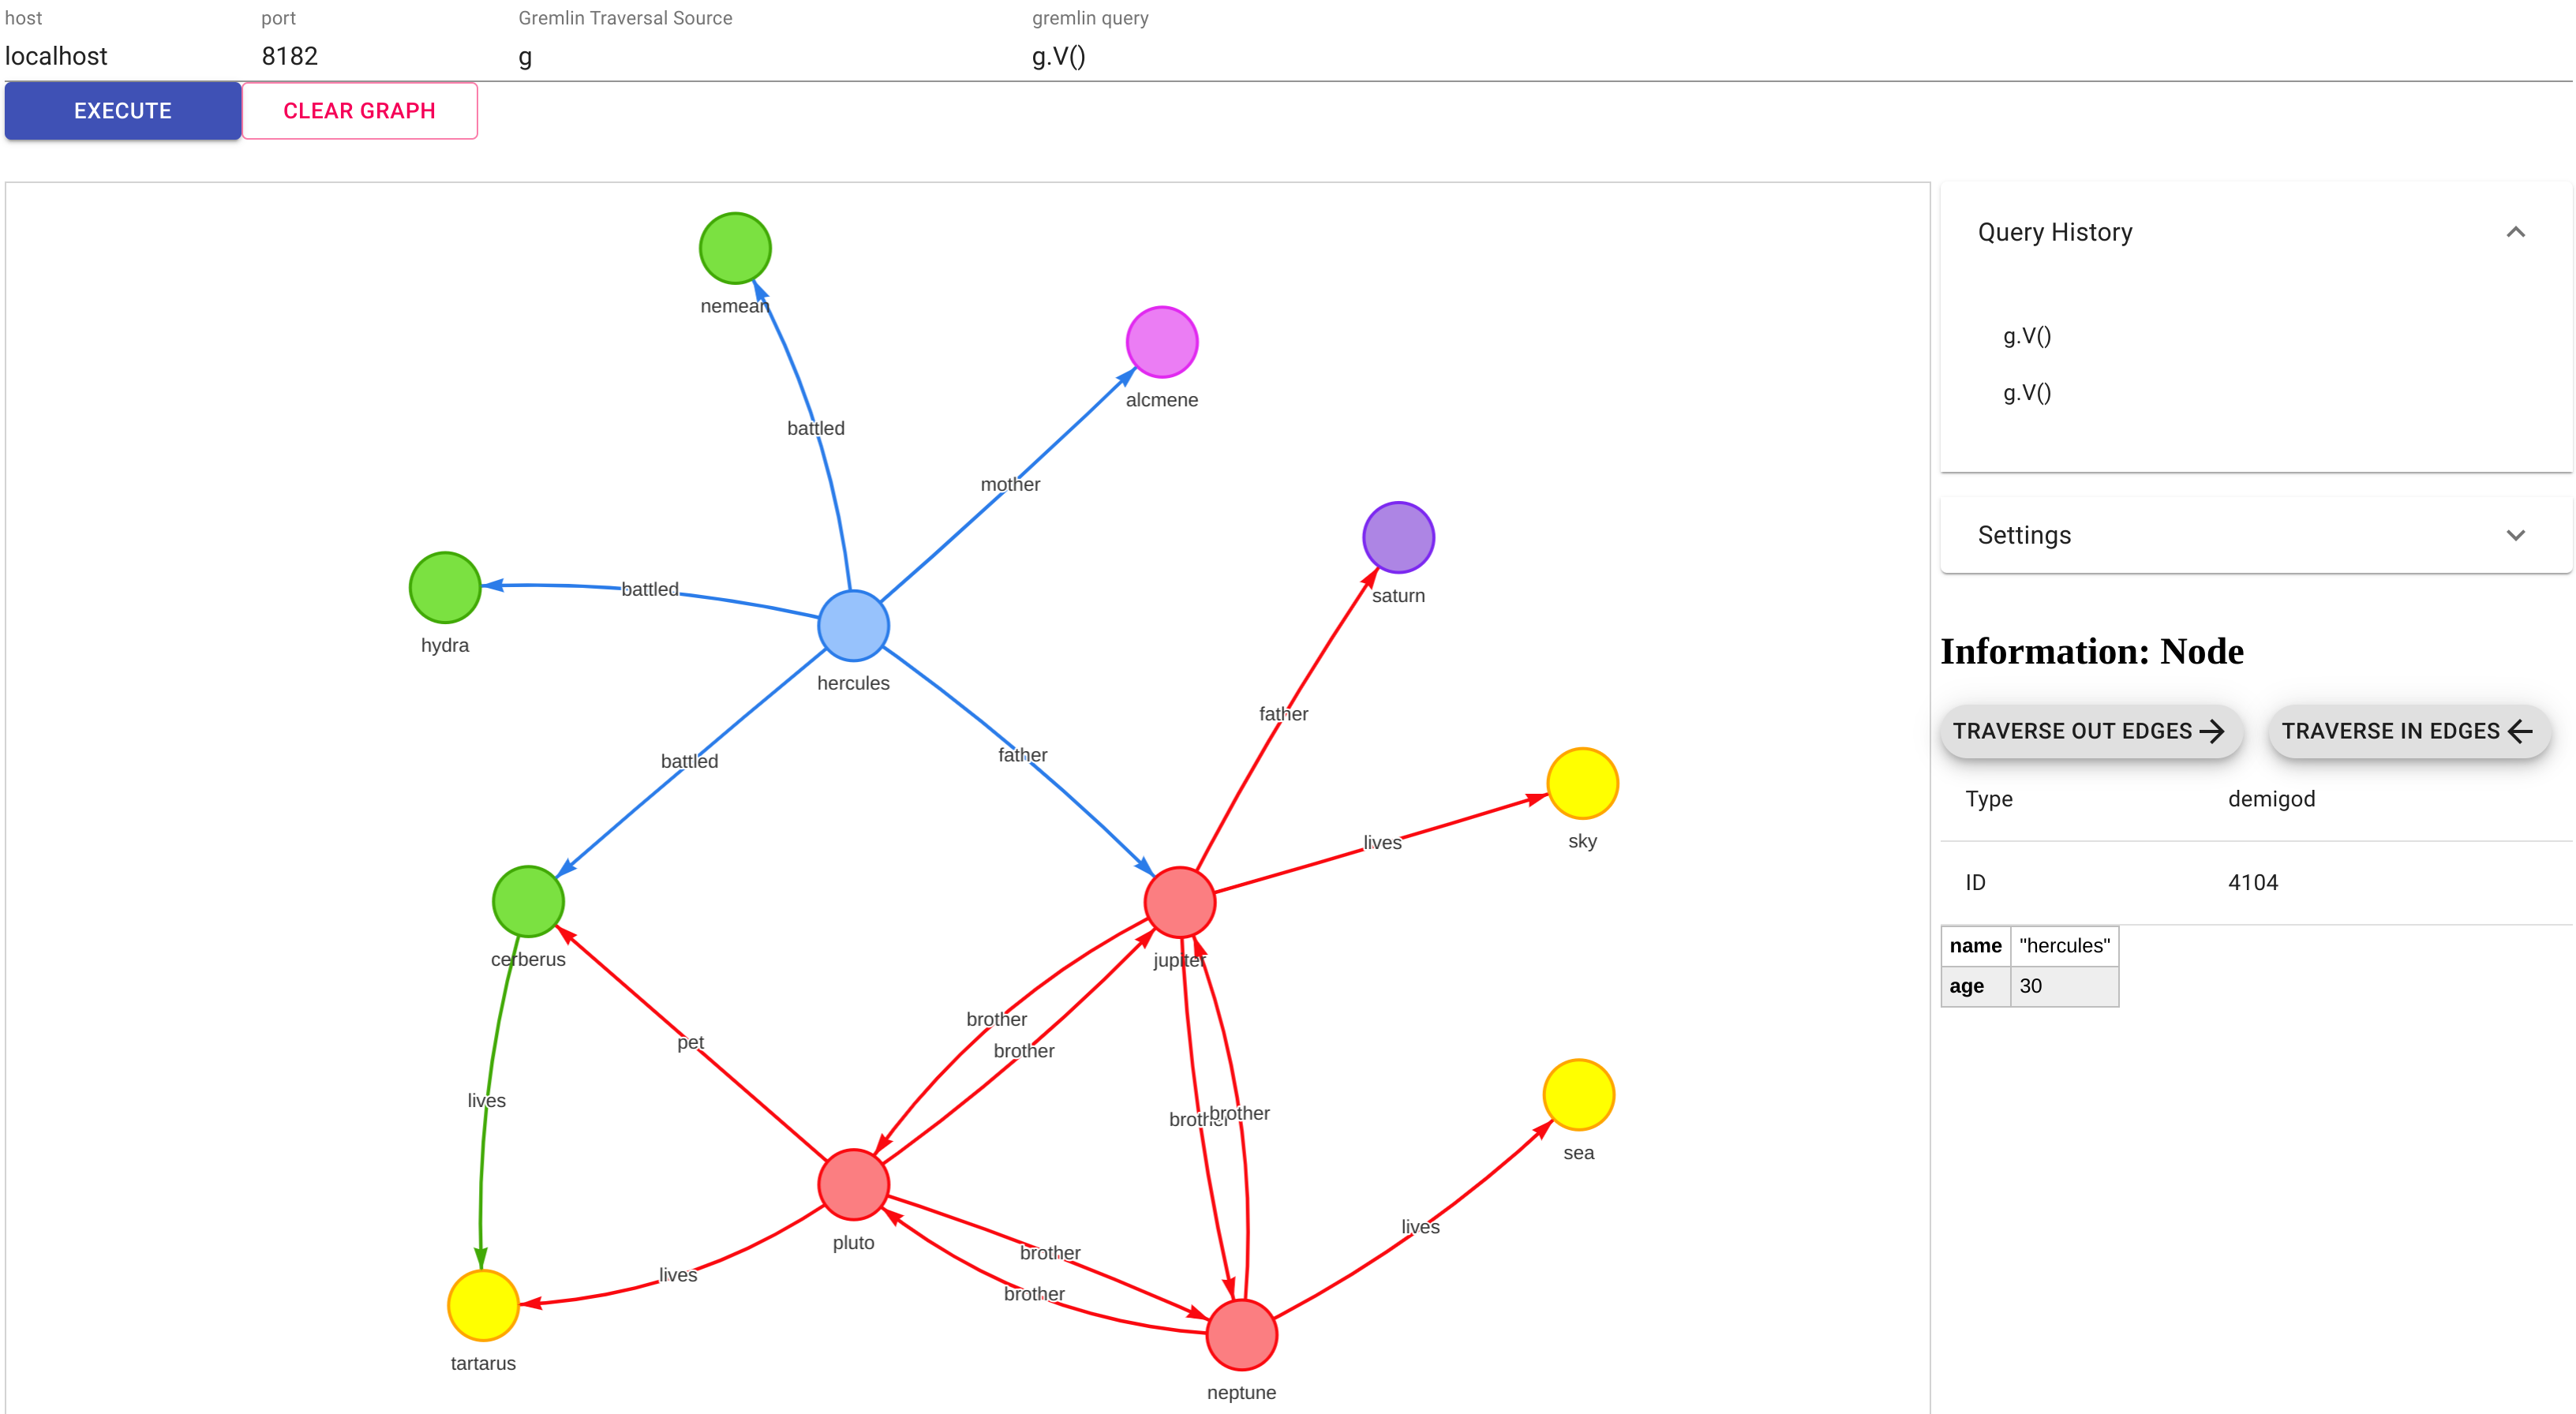 host port Gremlin Traversal Source gremlin query
localhost 8182 g g.V()
EXECUTE CLEAR GRAPH
nemean
alcmene
battled
mother
hydra
battled
hercules
saturn
battled
father
father
sky
lives
cerberus
jupiter
brother
brother
pet
lives
brother
brother
sea
pluto
lives
brother
lives
brother
tartarus
neptune
Query History
g.V()
g.V()
Settings
Information: Node
TRAVERSE OUT EDGES TRAVERSE IN EDGES
Type demigod
ID 4104
name "hercules"
age 30